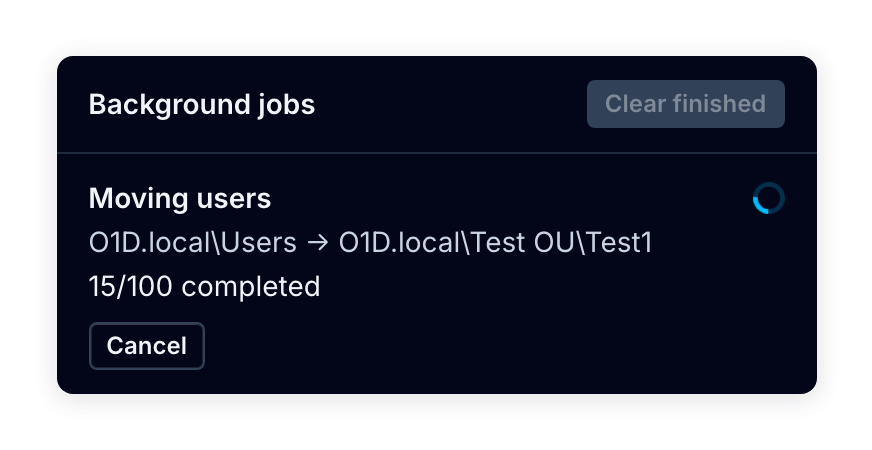 Background jobs
Clear finished
Moving users
O1D.local\Users → O1D.local\Test OU\Test1
15/100 completed
Cancel